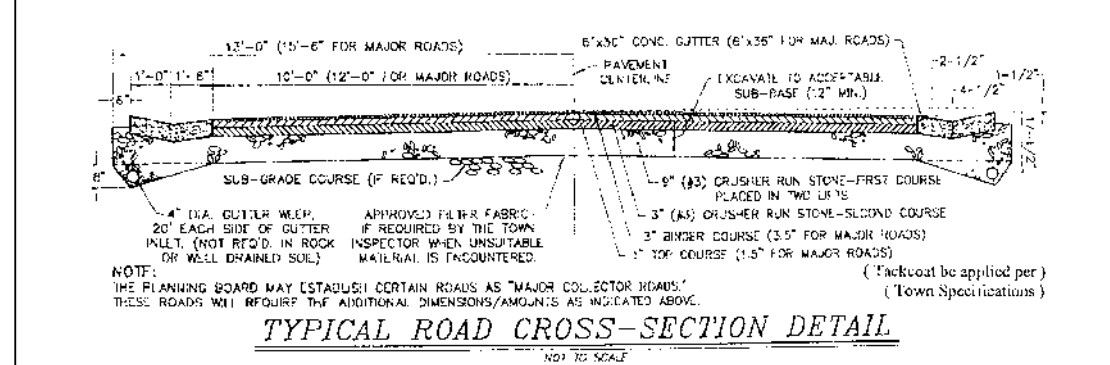 13'-0" (15'-6" FOR MAJOR ROADS)
6"x30" CONC. GUTTER (6"x36" FOR MAJ. ROADS)
PAVEMENT
CENTERLINE
2-1/2"
1'-0" 1'-6"
10'-0" (12'-0" FOR MAJOR ROADS)
EXCAVATE TO ACCEPTABLE
SUB-BASE (12" MIN.)
1-1/2"
4-1/2"
6"
8"
SUB-GRADE COURSE (IF REQ'D.)
9" (#3) CRUSHER RUN STONE-FIRST COURSE
PLACED IN TWO LIFTS
4" DIA. GUTTER WEEP,
20' EACH SIDE OF GUTTER
INLET. (NOT REQ'D. IN ROCK
OR WELL DRAINED SOIL)
APPROVED FILTER FABRIC
IF REQUIRED BY THE TOWN
INSPECTOR WHEN UNSUITABLE
MATERIAL IS ENCOUNTERED.
3" (#3) CRUSHER RUN STONE-SECOND COURSE
3" BINDER COURSE (3.5" FOR MAJOR ROADS)
1" TOP COURSE (1.5" FOR MAJOR ROADS)
NOTE:
THE PLANNING BOARD MAY ESTABLISH CERTAIN ROADS AS "MAJOR COLLECTOR ROADS."
THESE ROADS WILL REQUIRE THE ADDITIONAL DIMENSIONS/AMOUNTS AS INDICATED ABOVE.
( Tackcoat be applied per )
( Town Specifications )
TYPICAL ROAD CROSS-SECTION DETAIL
NOT TO SCALE